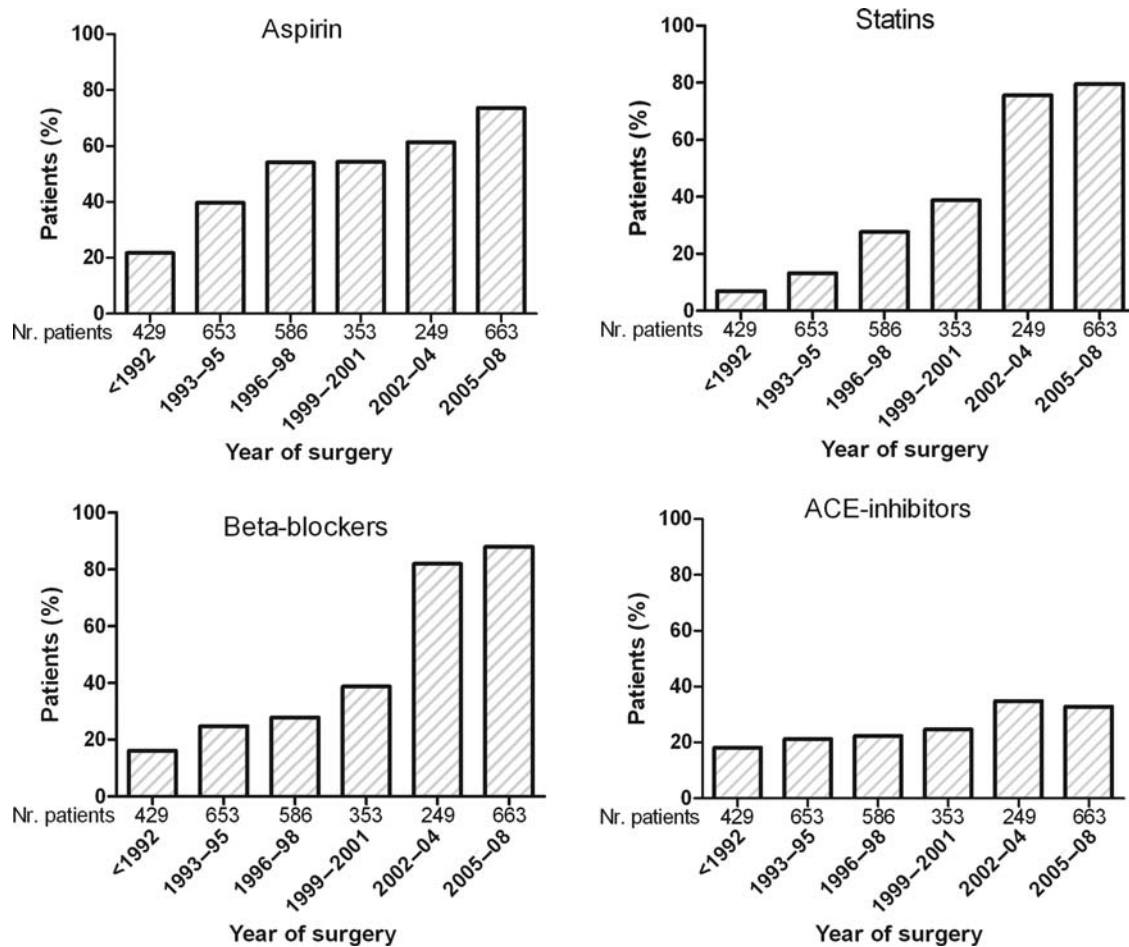 Aspirin
Patients (%)
100
80
60
40
20
0
Nr. patients 429 653 586 353 249 663
<1992 1993–95 1996–98 1999–2001 2002–04 2005–08
Year of surgery
Statins
Patients (%)
100
80
60
40
20
0
Nr. patients 429 653 586 353 249 663
<1992 1993–95 1996–98 1999–2001 2002–04 2005–08
Year of surgery
Beta-blockers
Patients (%)
100
80
60
40
20
0
Nr. patients 429 653 586 353 249 663
<1992 1993–95 1996–98 1999–2001 2002–04 2005–08
Year of surgery
ACE-inhibitors
Patients (%)
100
80
60
40
20
0
Nr. patients 429 653 586 353 249 663
<1992 1993–95 1996–98 1999–2001 2002–04 2005–08
Year of surgery